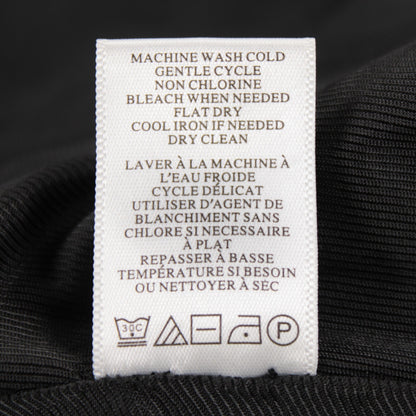 MACHINE WASH COLD
GENTLE CYCLE
NON CHLORINE
BLEACH WHEN NEEDED
FLAT DRY
COOL IRON IF NEEDED
DRY CLEAN
LAVER À LA MACHINE À
L'EAU FROIDE
CYCLE DÉLICAT
UTILISER D'AGENT DE
BLANCHIMENT SANS
CHLORE SI NECESSAIRE
À PLAT
REPASSER À BASSE
TEMPÉRATURE SI BESOIN
OU NETTOYER À SÉC
30C P